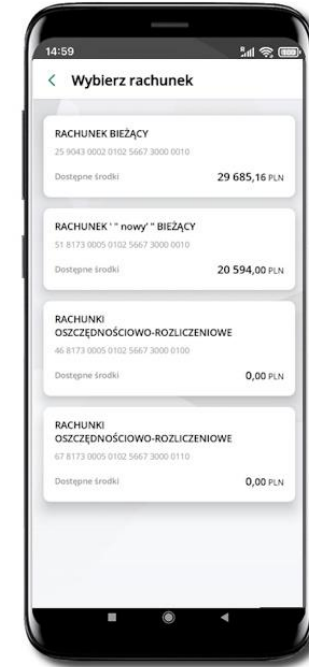 14:59
Wybierz rachunek
RACHUNEK BIEŻĄCY
25 9043 0002 0102 5667 3000 0010
Dostępne środki 29 685,16 PLN
RACHUNEK ' " nowy' " BIEŻĄCY
51 8173 0005 0102 5667 3000 0010
Dostępne środki 20 594,00 PLN
RACHUNKI
OSZCZĘDNOŚCIOWO-ROZLICZENIOWE
46 8173 0005 0102 5667 3000 0100
Dostępne środki 0,00 PLN
RACHUNKI
OSZCZĘDNOŚCIOWO-ROZLICZENIOWE
67 8173 0005 0102 5667 3000 0110
Dostępne środki 0,00 PLN